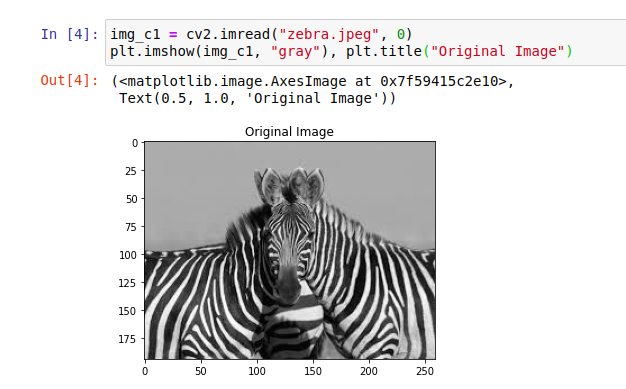 In [4]: img_c1 = cv2.imread("zebra.jpeg", 0)
plt.imshow(img_c1, "gray"), plt.title("Original Image")
Out[4]: (<matplotlib.image.AxesImage at 0x7f59415c2e10>,
Text(0.5, 1.0, 'Original Image'))
Original Image
0
25
50
75
100
125
150
175
0 50 100 150 200 250